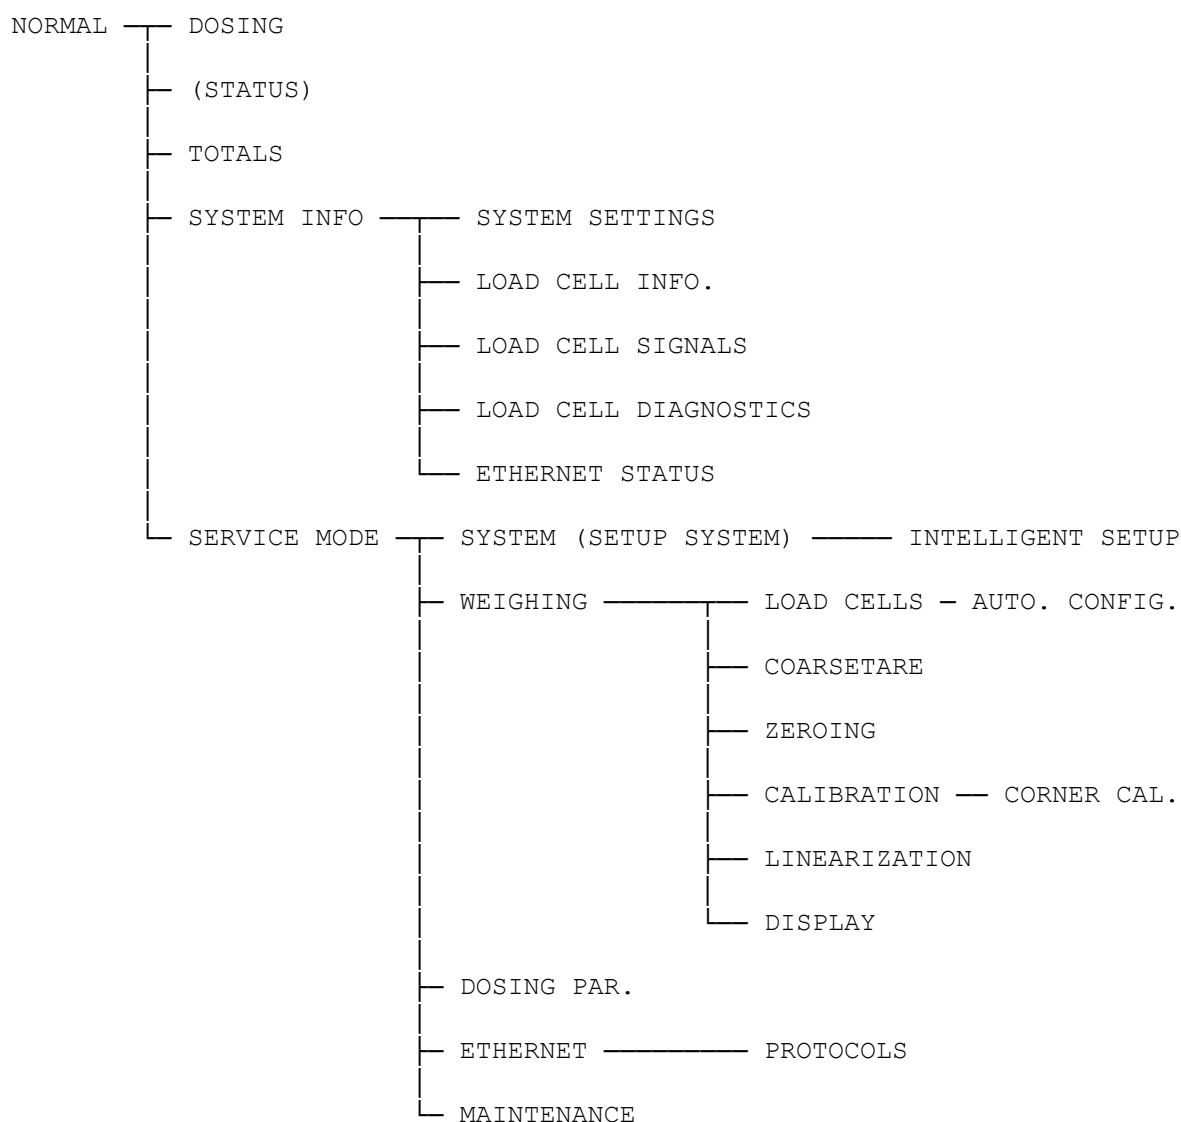 NORMAL DOSING
(STATUS)
TOTALS
SYSTEM INFO SYSTEM SETTINGS
LOAD CELL INFO.
LOAD CELL SIGNALS
LOAD CELL DIAGNOSTICS
ETHERNET STATUS
SERVICE MODE SYSTEM (SETUP SYSTEM) INTELLIGENT SETUP
WEIGHING LOAD CELLS AUTO. CONFIG.
COARSETARE
ZEROING
CALIBRATION CORNER CAL.
LINEARIZATION
DISPLAY
DOSING PAR.
ETHERNET PROTOCOLS
MAINTENANCE